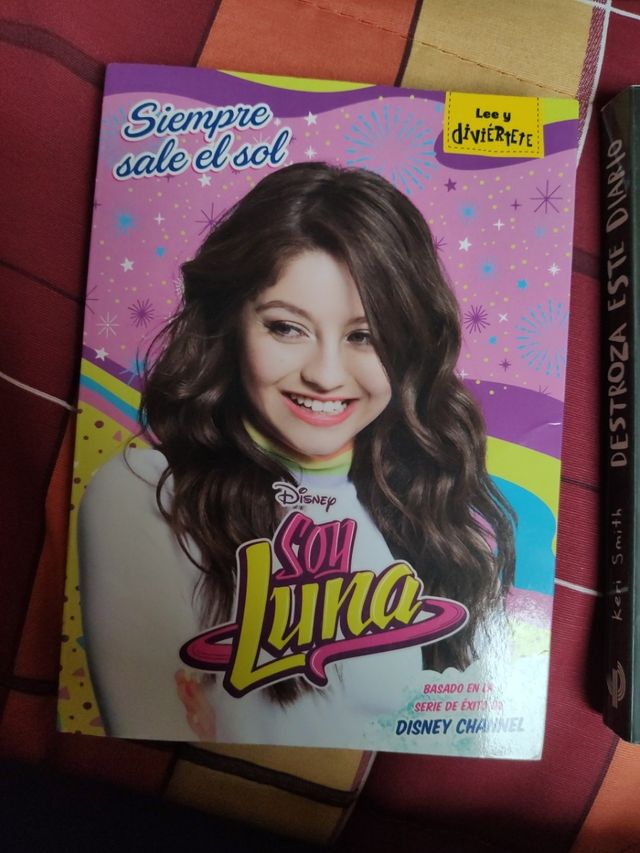 Siempre
sale el sol
Lee y
diviértete
Disney
SOY
Luna
BASADO EN LA
SERIE DE ÉXITO DE
DISNEY CHANNEL
Keri Smith DESTROZA ESTE DIARIO